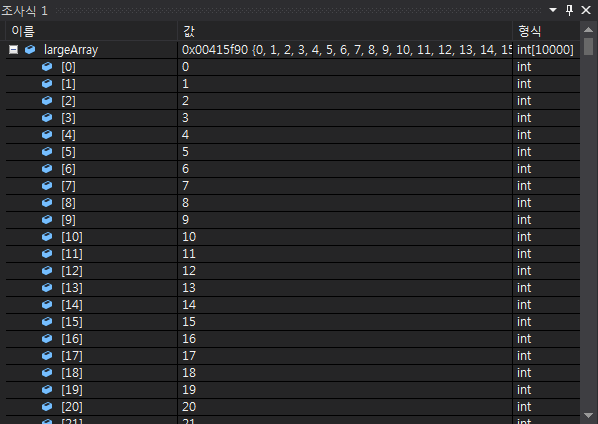 조사식 1
이름 값 형식
largeArray 0x00415f90 {0, 1, 2, 3, 4, 5, 6, 7, 8, 9, 10, 11, 12, 13, 14, 15 int[10000]
[0] 0 int
[1] 1 int
[2] 2 int
[3] 3 int
[4] 4 int
[5] 5 int
[6] 6 int
[7] 7 int
[8] 8 int
[9] 9 int
[10] 10 int
[11] 11 int
[12] 12 int
[13] 13 int
[14] 14 int
[15] 15 int
[16] 16 int
[17] 17 int
[18] 18 int
[19] 19 int
[20] 20 int
[21] 21 int